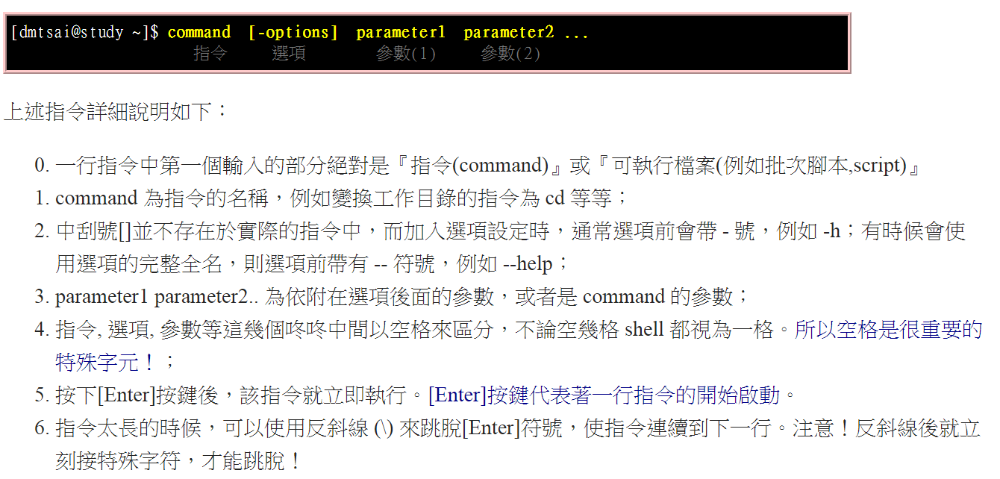 [dmtsai@study ~]$ command [-options] parameter1 parameter2 ...
指令 選項 參數(1) 參數(2)
上述指令詳細說明如下：
0. 一行指令中第一個輸入的部分絕對是『指令(command)』或『可執行檔案(例如批次腳本,script)』
1. command 為指令的名稱，例如變換工作目錄的指令為 cd 等等；
2. 中刮號[]並不存在於實際的指令中，而加入選項設定時，通常選項前會帶 - 號，例如 -h；有時候會使
用選項的完整全名，則選項前帶有 -- 符號，例如 --help；
3. parameter1 parameter2.. 為依附在選項後面的參數，或者是 command 的參數；
4. 指令, 選項, 參數等這幾個咚咚中間以空格來區分，不論空幾格 shell 都視為一格。所以空格是很重要的
特殊字元！；
5. 按下[Enter]按鍵後，該指令就立即執行。[Enter]按鍵代表著一行指令的開始啟動。
6. 指令太長的時候，可以使用反斜線 (\) 來跳脫[Enter]符號，使指令連續到下一行。注意！反斜線後就立
刻接特殊字符，才能跳脫！